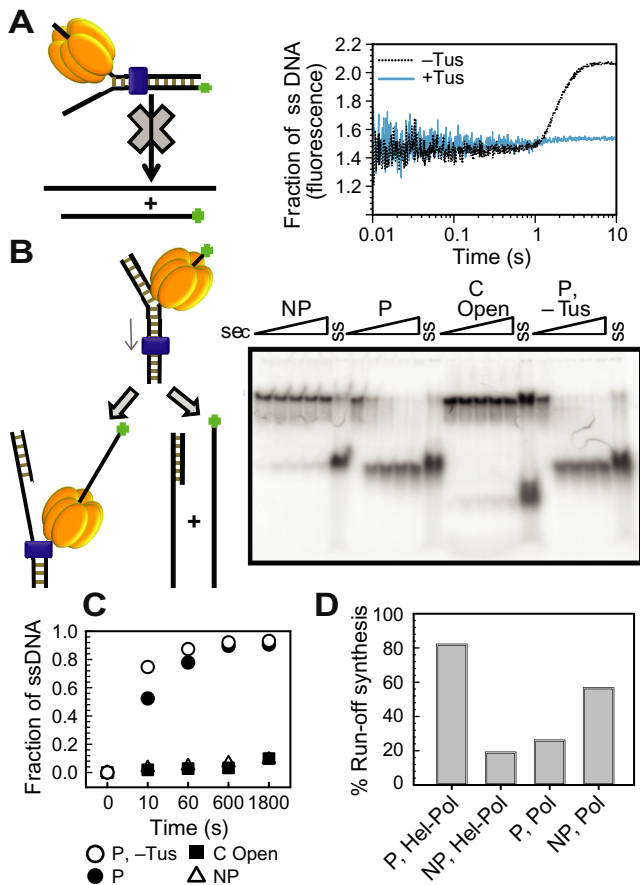 A
Fraction of ss DNA
(fluorescence)
2.2
2.0
1.8
1.6
1.4
1.2
–Tus
+Tus
0.01
0.1
1
10
Time (s)
+
B
sec
NP
ss
P
ss
C
Open
ss
P,
– Tus
ss
+
C
Fraction of ssDNA
1.0
0.8
0.6
0.4
0.2
0.0
0
10
60
600
1800
Time (s)
P, –Tus
C Open
P
NP
D
% Run-off synthesis
100
80
60
40
20
0
P, Hel-Pol
NP, Hel-Pol
P, Pol
NP, Pol